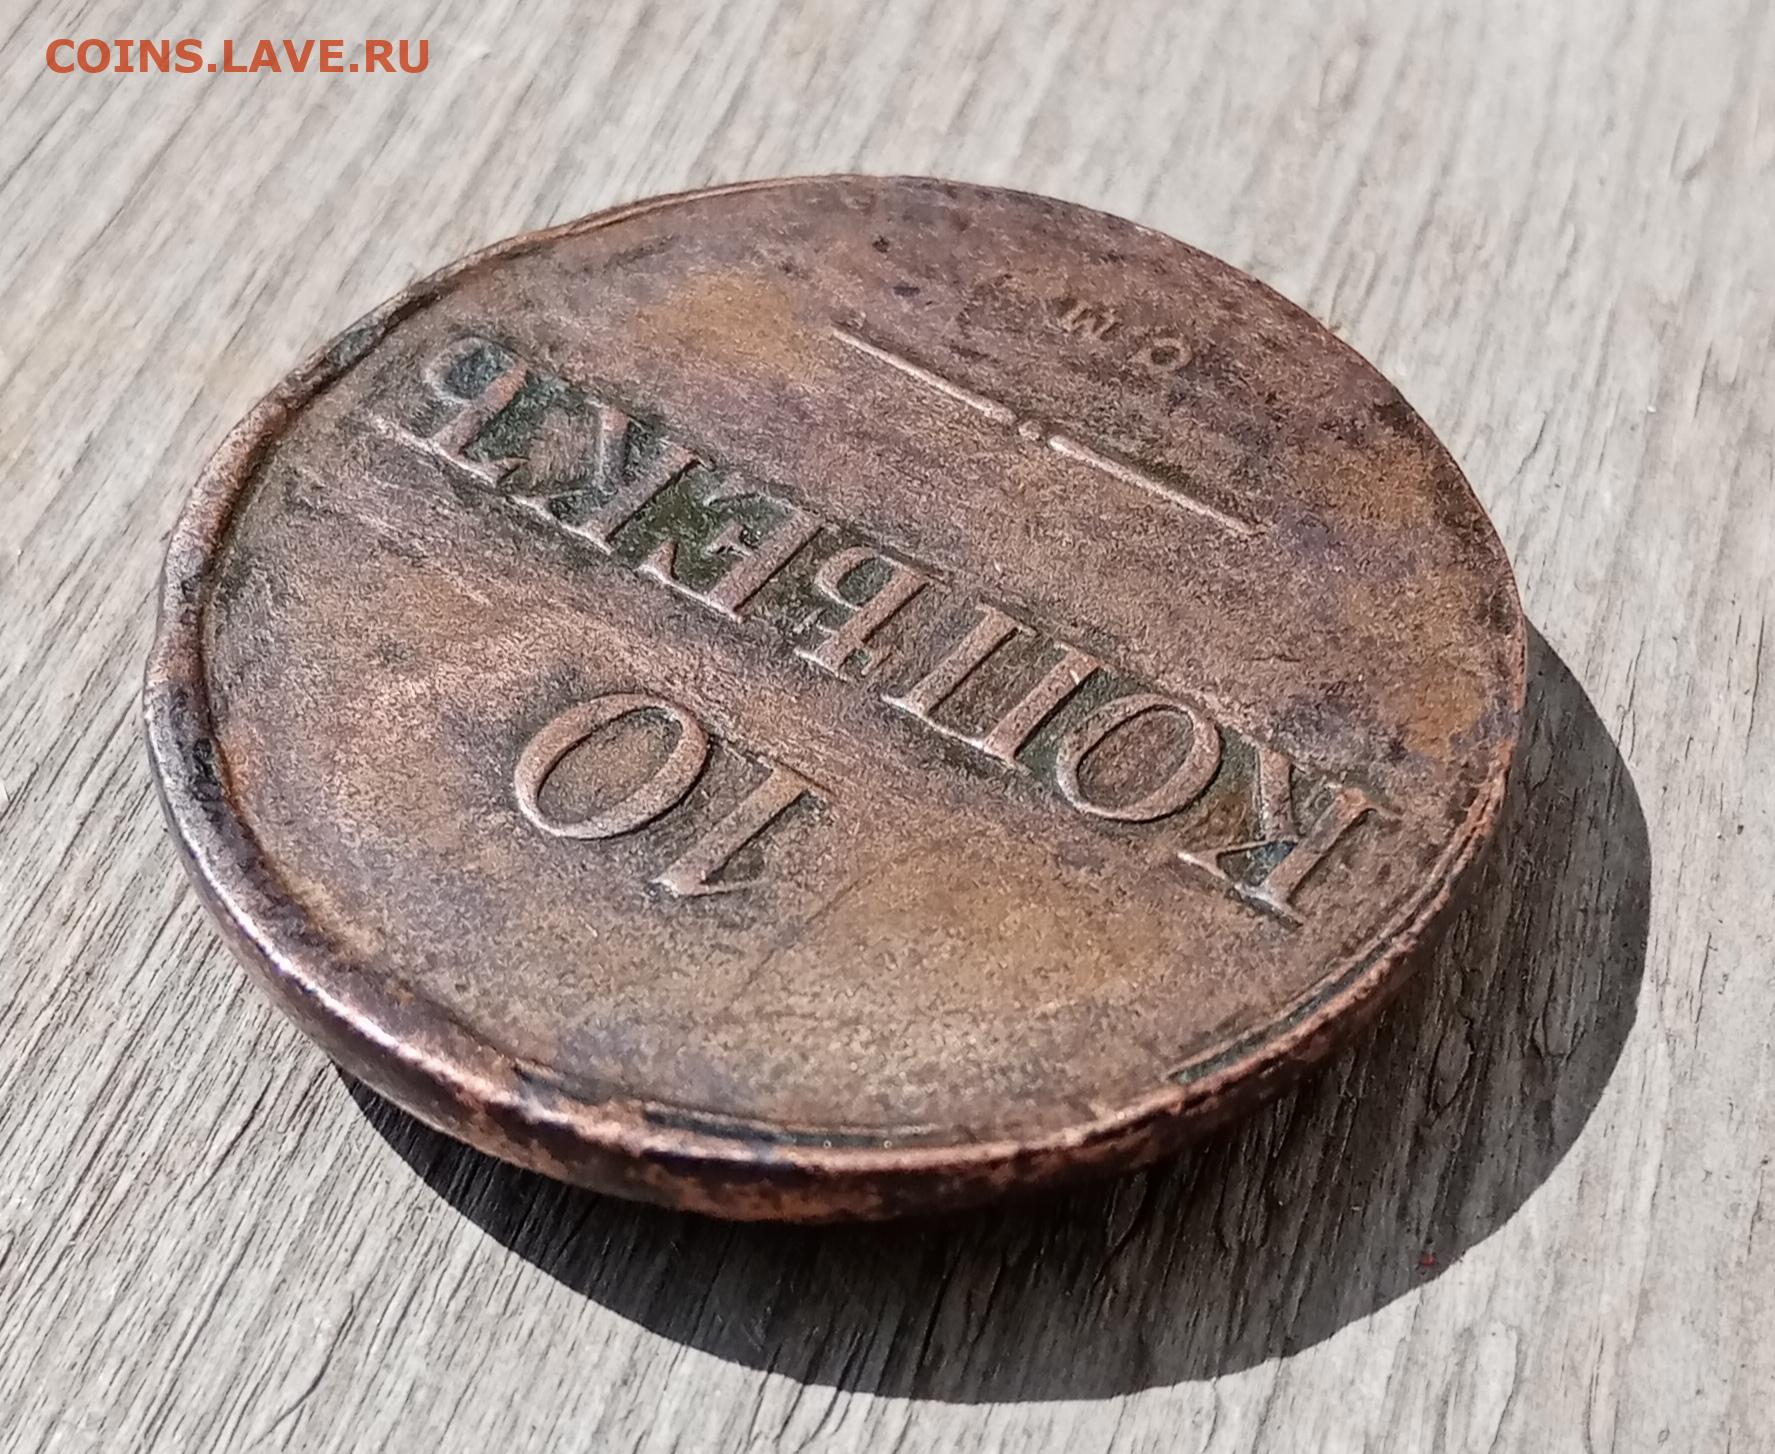 COINS.LAVE.RU
10
КОПѢЕКЪ
С М